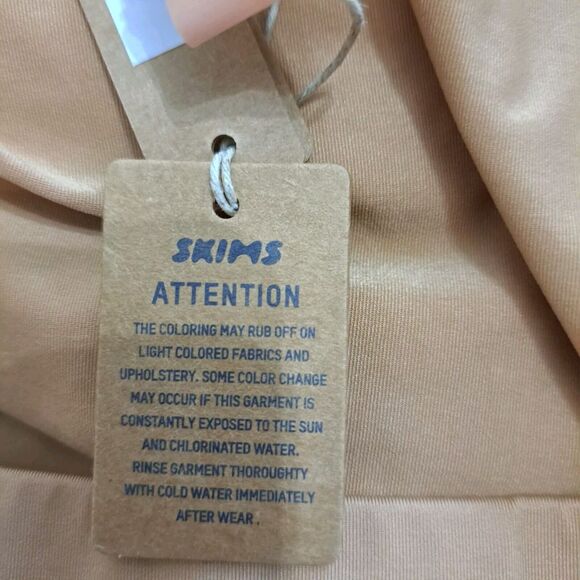 SKIMS
ATTENTION
THE COLORING MAY RUB OFF ON
LIGHT COLORED FABRICS AND
UPHOLSTERY. SOME COLOR CHANGE
MAY OCCUR IF THIS GARMENT IS
CONSTANTLY EXPOSED TO THE SUN
AND CHLORINATED WATER.
RINSE GARMENT THOROUGHTY
WITH COLD WATER IMMEDIATELY
AFTER WEAR .